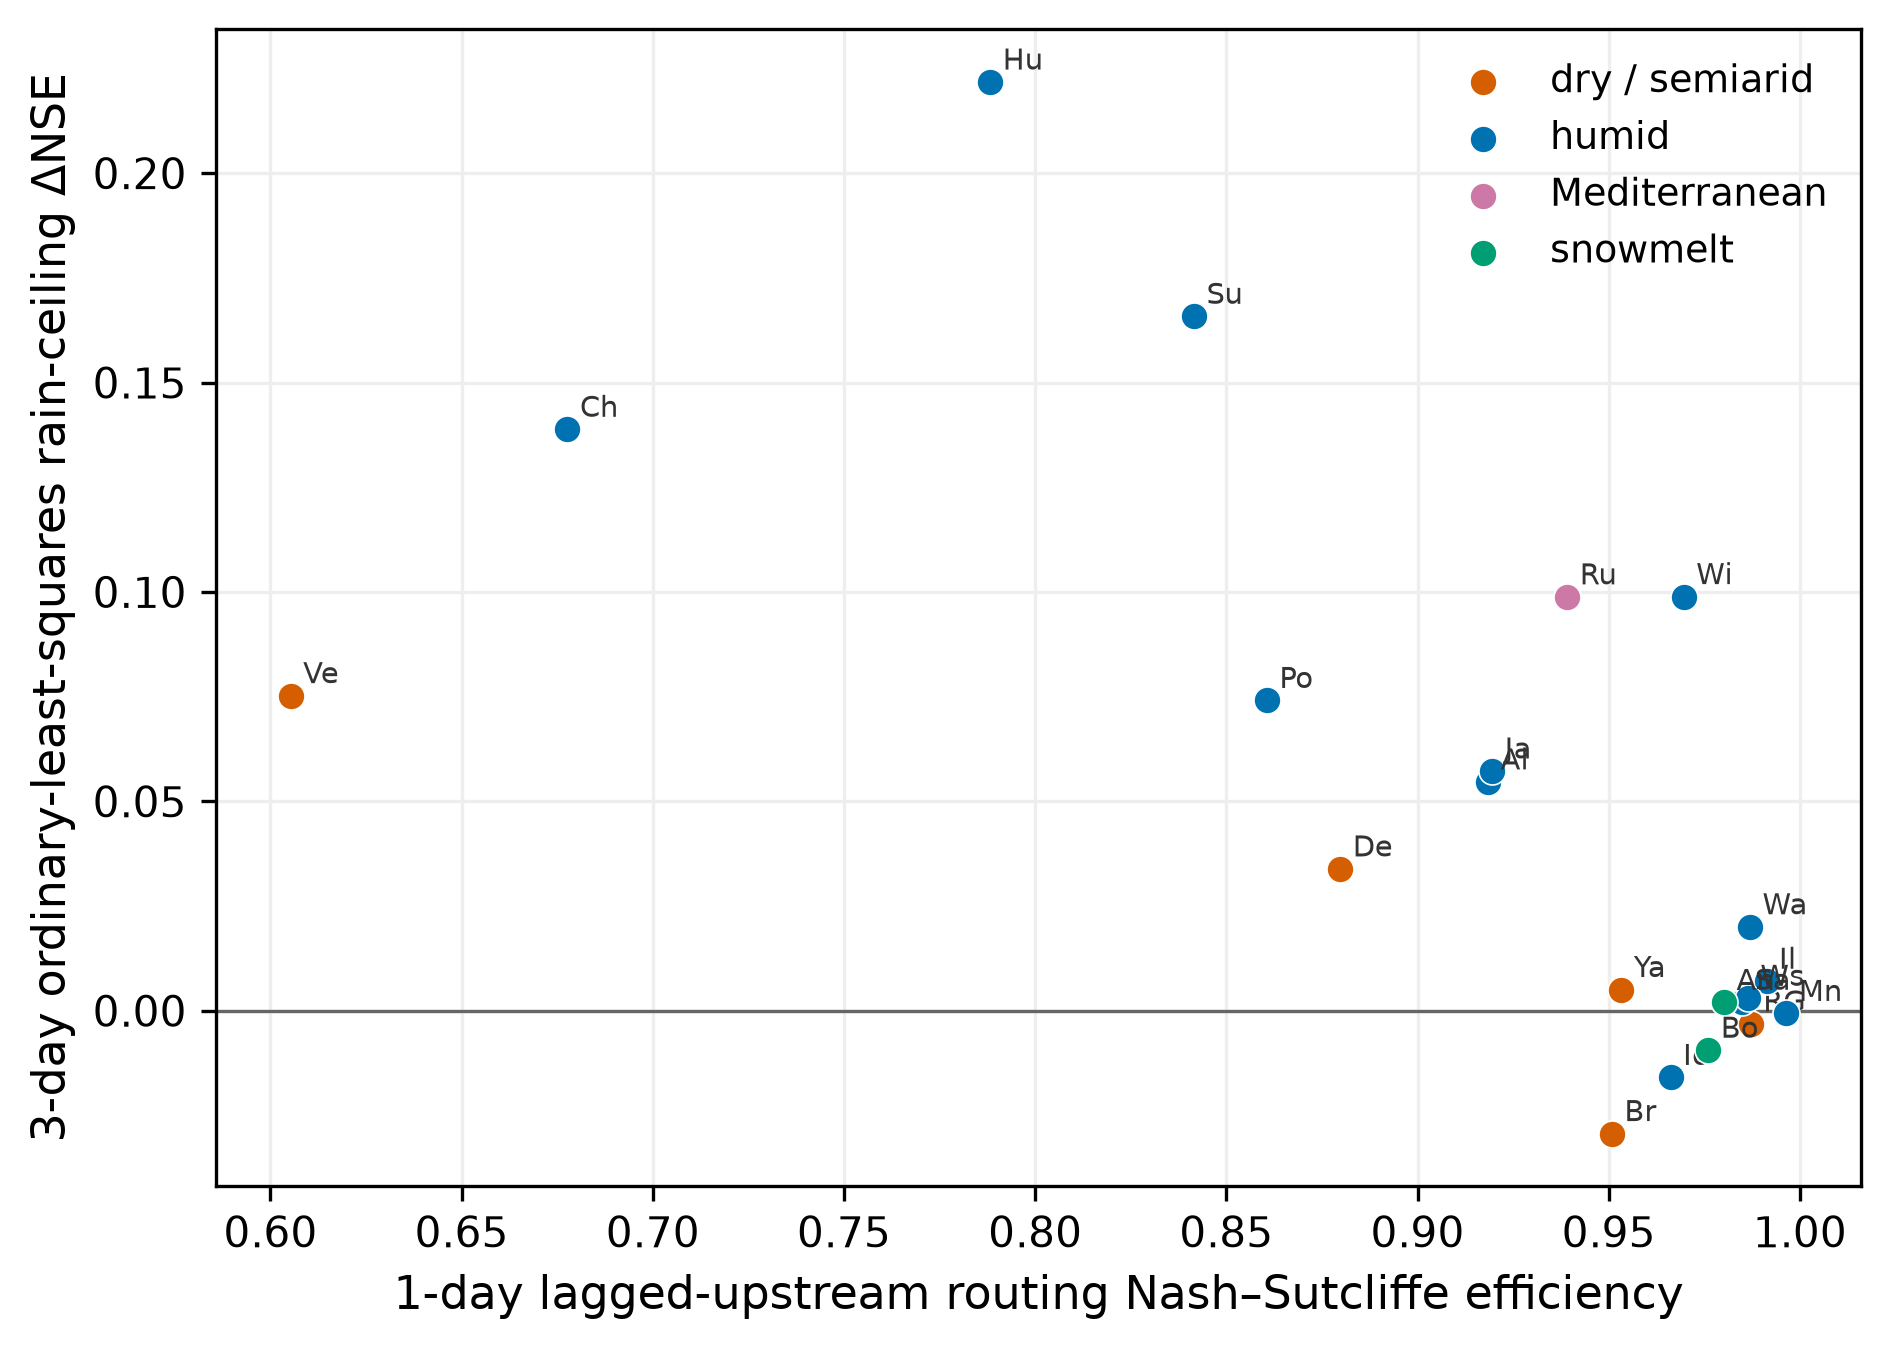 3-day ordinary-least-squares rain-ceiling ΔNSE
0.20
0.15
0.10
0.05
0.00
dry / semiarid
humid
Mediterranean
snowmelt
Hu
Su
Ch
Ru
Wi
Ve
Po
Ja
De
Wa
Il
Ya
Ws
Mn
Bo
Br
0.60
0.65
0.70
0.75
0.80
0.85
0.90
0.95
1.00
1-day lagged-upstream routing Nash–Sutcliffe efficiency